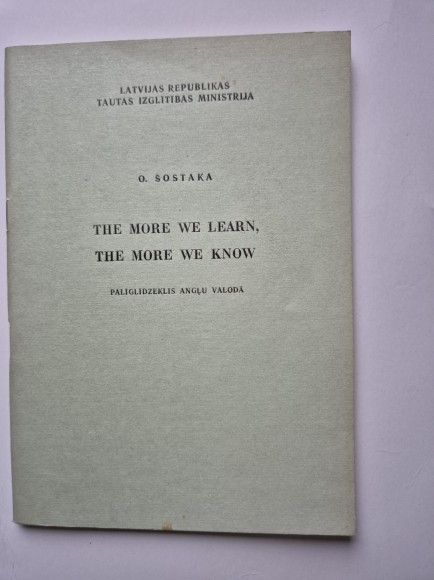 LATVIJAS REPUBLIKAS
TAUTAS IZGLĪTĪBAS MINISTRIJA
O. ŠOSTAKA
THE MORE WE LEARN,
THE MORE WE KNOW
PALĪGLĪDZEKLIS ANGĻU VALODĀ